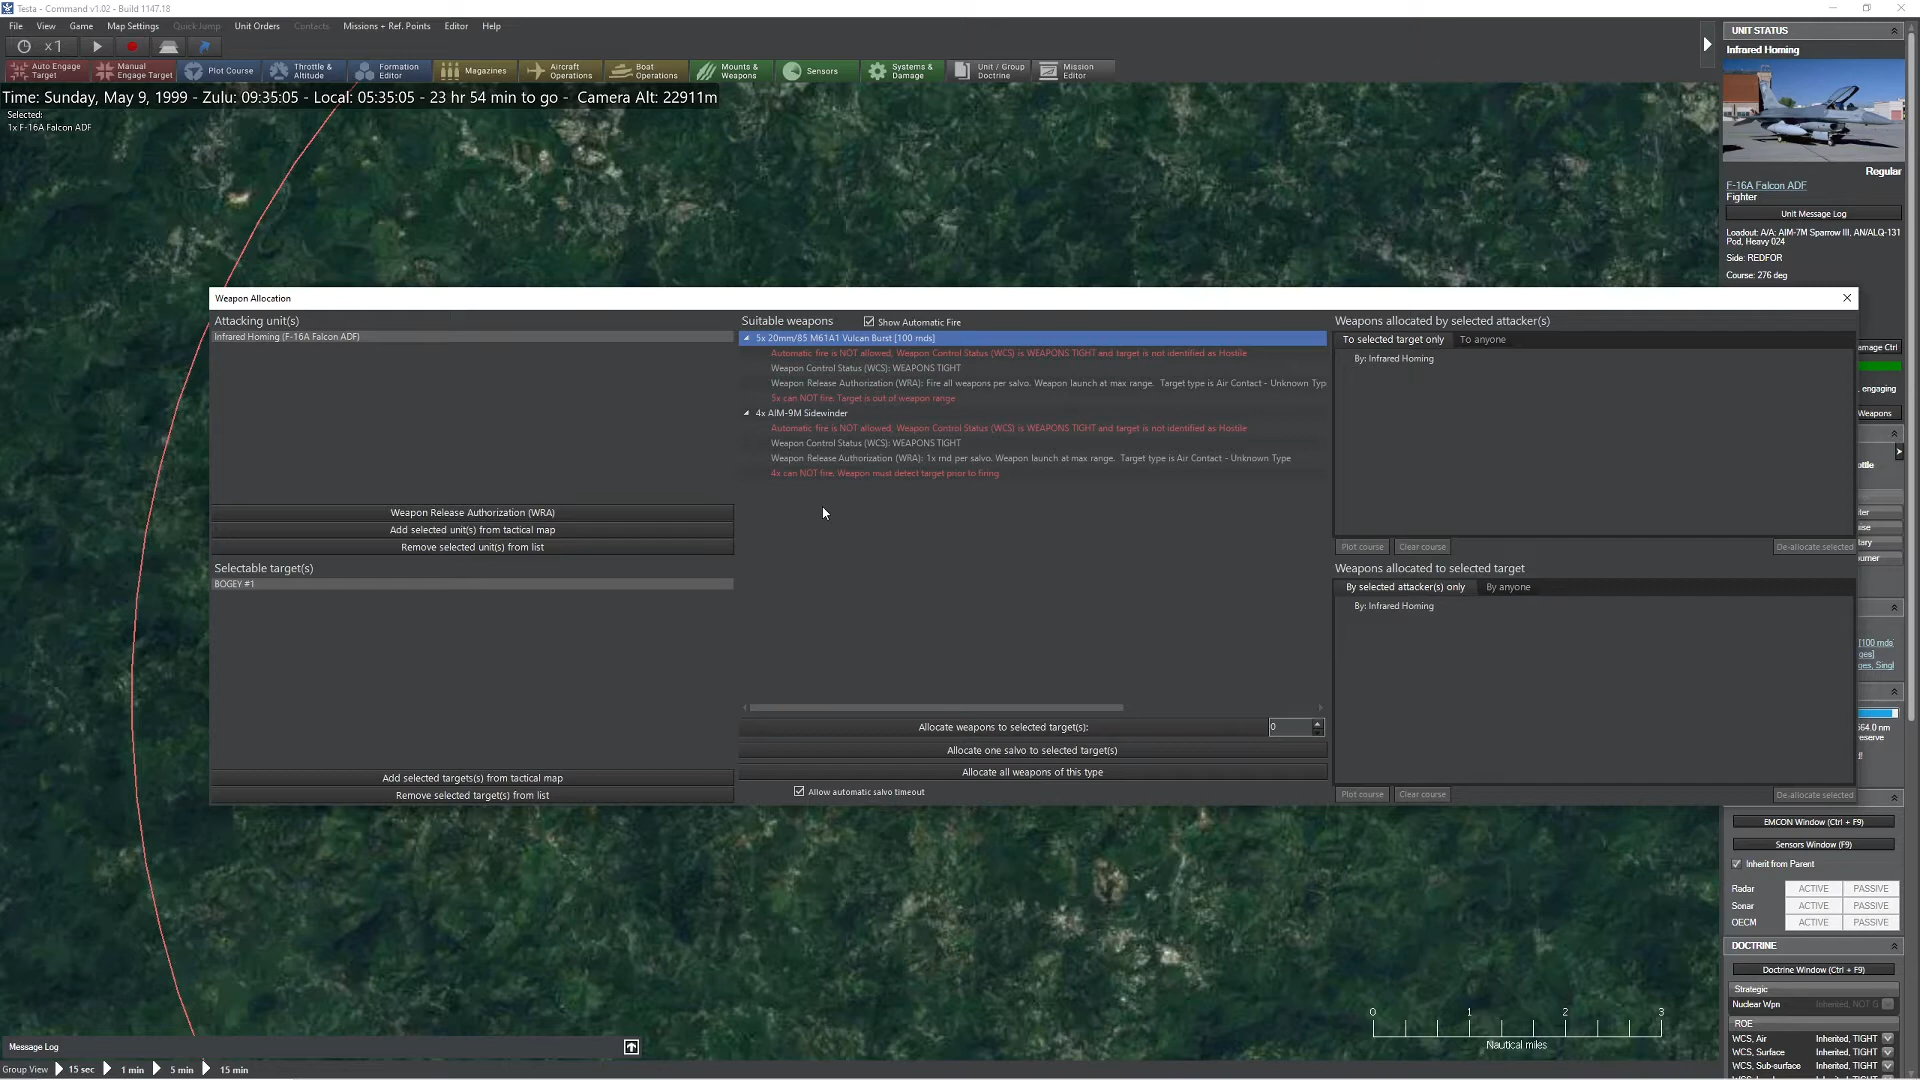 Testa - Command v1.02 - Build 1147.18
File View Game Map Settings Quick Jump Unit Orders Contacts Missions + Ref. Points Editor Help
x1
Auto Engage Target
Manual Engage Target
Plot Course
Throttle & Altitude
Formation Editor
Magazines
Aircraft Operations
Boat Operations
Mounts & Weapons
Sensors
Systems & Damage
Unit / Group Doctrine
Mission Editor
Time: Sunday, May 9, 1999 - Zulu: 09:35:05 - Local: 05:35:05 - 23 hr 54 min to go - Camera Alt: 22911m
Selected:
1x F-16A Falcon ADF
UNIT STATUS
Infrared Homing
Regular
F-16A Falcon ADF
Fighter
Unit Message Log
Loadout: A/A: AIM-7M Sparrow III, AN/ALQ-131
Pod, Heavy 024
Side: REDFOR
Course: 276 deg
Weapon Allocation
Attacking unit(s)
Infrared Homing (F-16A Falcon ADF)
Weapon Release Authorization (WRA)
Add selected unit(s) from tactical map
Remove selected unit(s) from list
Selectable target(s)
BOGEY #1
Add selected targets(s) from tactical map
Remove selected target(s) from list
Suitable weapons Show Automatic Fire
5x 20mm/85 M61A1 Vulcan Burst [100 rnds]
Automatic fire is NOT allowed, Weapon Control Status (WCS) is WEAPONS TIGHT and target is not identified as Hostile
Weapon Control Status (WCS): WEAPONS TIGHT
Weapon Release Authorization (WRA): Fire all weapons per salvo. Weapon launch at max range. Target type is Air Contact - Unknown Typ
5x can NOT fire. Target is out of weapon range
4x AIM-9M Sidewinder
Automatic fire is NOT allowed, Weapon Control Status (WCS) is WEAPONS TIGHT and target is not identified as Hostile
Weapon Control Status (WCS): WEAPONS TIGHT
Weapon Release Authorization (WRA): 1x rnd per salvo. Weapon launch at max range. Target type is Air Contact - Unknown Type
4x can NOT fire. Weapon must detect target prior to firing
Allocate weapons to selected target(s): 0
Allocate one salvo to selected target(s)
Allocate all weapons of this type
Allow automatic salvo timeout
Weapons allocated by selected attacker(s)
To selected target only To anyone
By: Infrared Homing
Plot course Clear course De-allocate selected
Weapons allocated to selected target
By selected attacker(s) only By anyone
By: Infrared Homing
Plot course Clear course De-allocate selected
amage Ctrl
engaging
Weapons
ottle
ter
ise
tary
urner
[100 rnds
ges]
ges, Singl
564.0 nm
eserve
EMCON Window (Ctrl + F9)
Sensors Window (F9)
Inherit from Parent
Radar ACTIVE PASSIVE
Sonar ACTIVE PASSIVE
OECM ACTIVE PASSIVE
DOCTRINE
Doctrine Window (Ctrl + F9)
Strategic
Nuclear Wpn Inherited, NOT G
ROE
WCS, Air Inherited, TIGHT
WCS, Surface Inherited, TIGHT
WCS, Sub-surface Inherited, TIGHT
0 1 2 3
Nautical miles
Message Log
Group View 15 sec 1 min 5 min 15 min